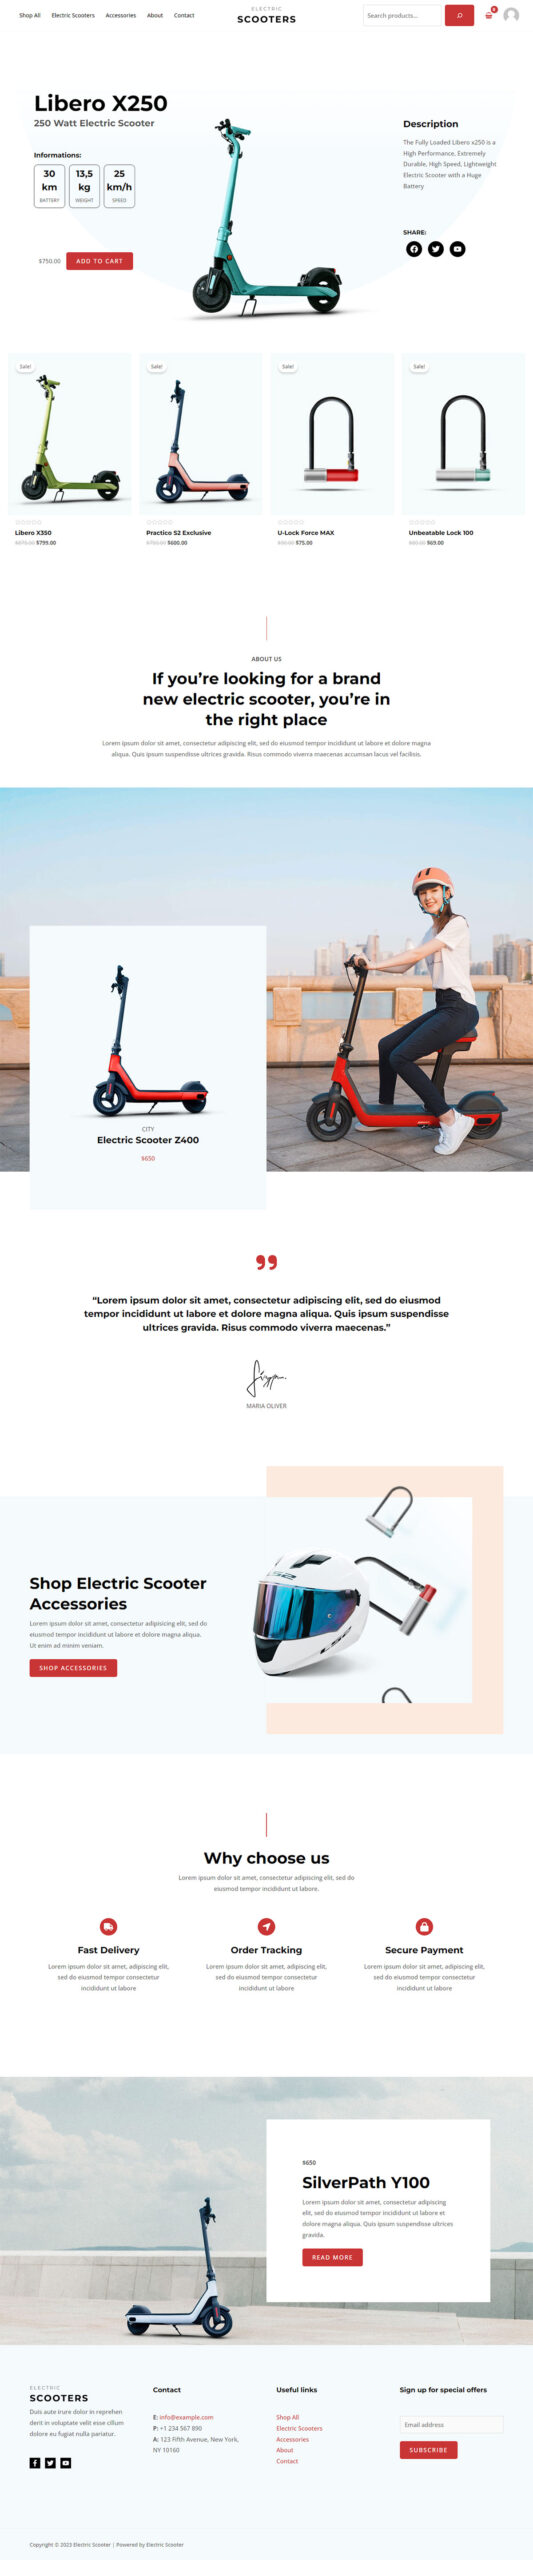 Shop All Electric Scooters Accessories About Contact
ELECTRIC
SCOOTERS
Search products...
0
Libero X250
250 Watt Electric Scooter
Informations:
30 km
BATTERY
13,5 kg
WEIGHT
25 km/h
SPEED
$750.00
ADD TO CART
Description
The Fully Loaded Libero x250 is a
High Performance, Extremely
Durable, High Speed, Lightweight
Electric Scooter with a Huge
Battery
SHARE:
Sale!
Libero X350
$875.00 $799.00
Sale!
Practico S2 Exclusive
$700.00 $600.00
Sale!
U-Lock Force MAX
$90.00 $75.00
Sale!
Unbeatable Lock 100
$80.00 $69.00
ABOUT US
If you’re looking for a brand
new electric scooter, you’re in
the right place
Lorem ipsum dolor sit amet, consectetur adipiscing elit, sed do eiusmod tempor incididunt ut labore et dolore magna
aliqua. Quis ipsum suspendisse ultrices gravida. Risus commodo viverra maecenas accumsan lacus vel facilisis.
CITY
Electric Scooter Z400
$650
“Lorem ipsum dolor sit amet, consectetur adipiscing elit, sed do eiusmod
tempor incididunt ut labore et dolore magna aliqua. Quis ipsum suspendisse
ultrices gravida. Risus commodo viverra maecenas.”
MARIA OLIVER
Shop Electric Scooter
Accessories
Lorem ipsum dolor sit amet, consectetur adipisicing elit, sed do
eiusmod tempor incididunt ut labore et dolore magna aliqua.
Ut enim ad minim veniam.
SHOP ACCESSORIES
Why choose us
Lorem ipsum dolor sit amet, consectetur adipiscing elit, sed do
eiusmod tempor incididunt ut labore.
Fast Delivery
Lorem ipsum dolor sit amet, adipiscing elit,
sed do eiusmod tempor consectetur
incididunt ut labore
Order Tracking
Lorem ipsum dolor sit amet, adipiscing elit,
sed do eiusmod tempor consectetur
incididunt ut labore
Secure Payment
Lorem ipsum dolor sit amet, adipiscing elit,
sed do eiusmod tempor consectetur
incididunt ut labore
$650
SilverPath Y100
Lorem ipsum dolor sit amet, consectetur adipiscing
elit, sed do eiusmod tempor incididunt ut labore et
dolore magna aliqua. Quis ipsum suspendisse ultrices
gravida.
READ MORE
ELECTRIC
SCOOTERS
Duis aute irure dolor in reprehen
derit in voluptate velit esse cillum
dolore eu fugiat nulla pariatur.
Contact
E: info@example.com
P: +1 234 567 890
A: 123 Fifth Avenue, New York,
NY 10160
Useful links
Shop All
Electric Scooters
Accessories
About
Contact
Sign up for special offers
Email address
SUBSCRIBE
Copyright © 2023 Electric Scooter | Powered by Electric Scooter